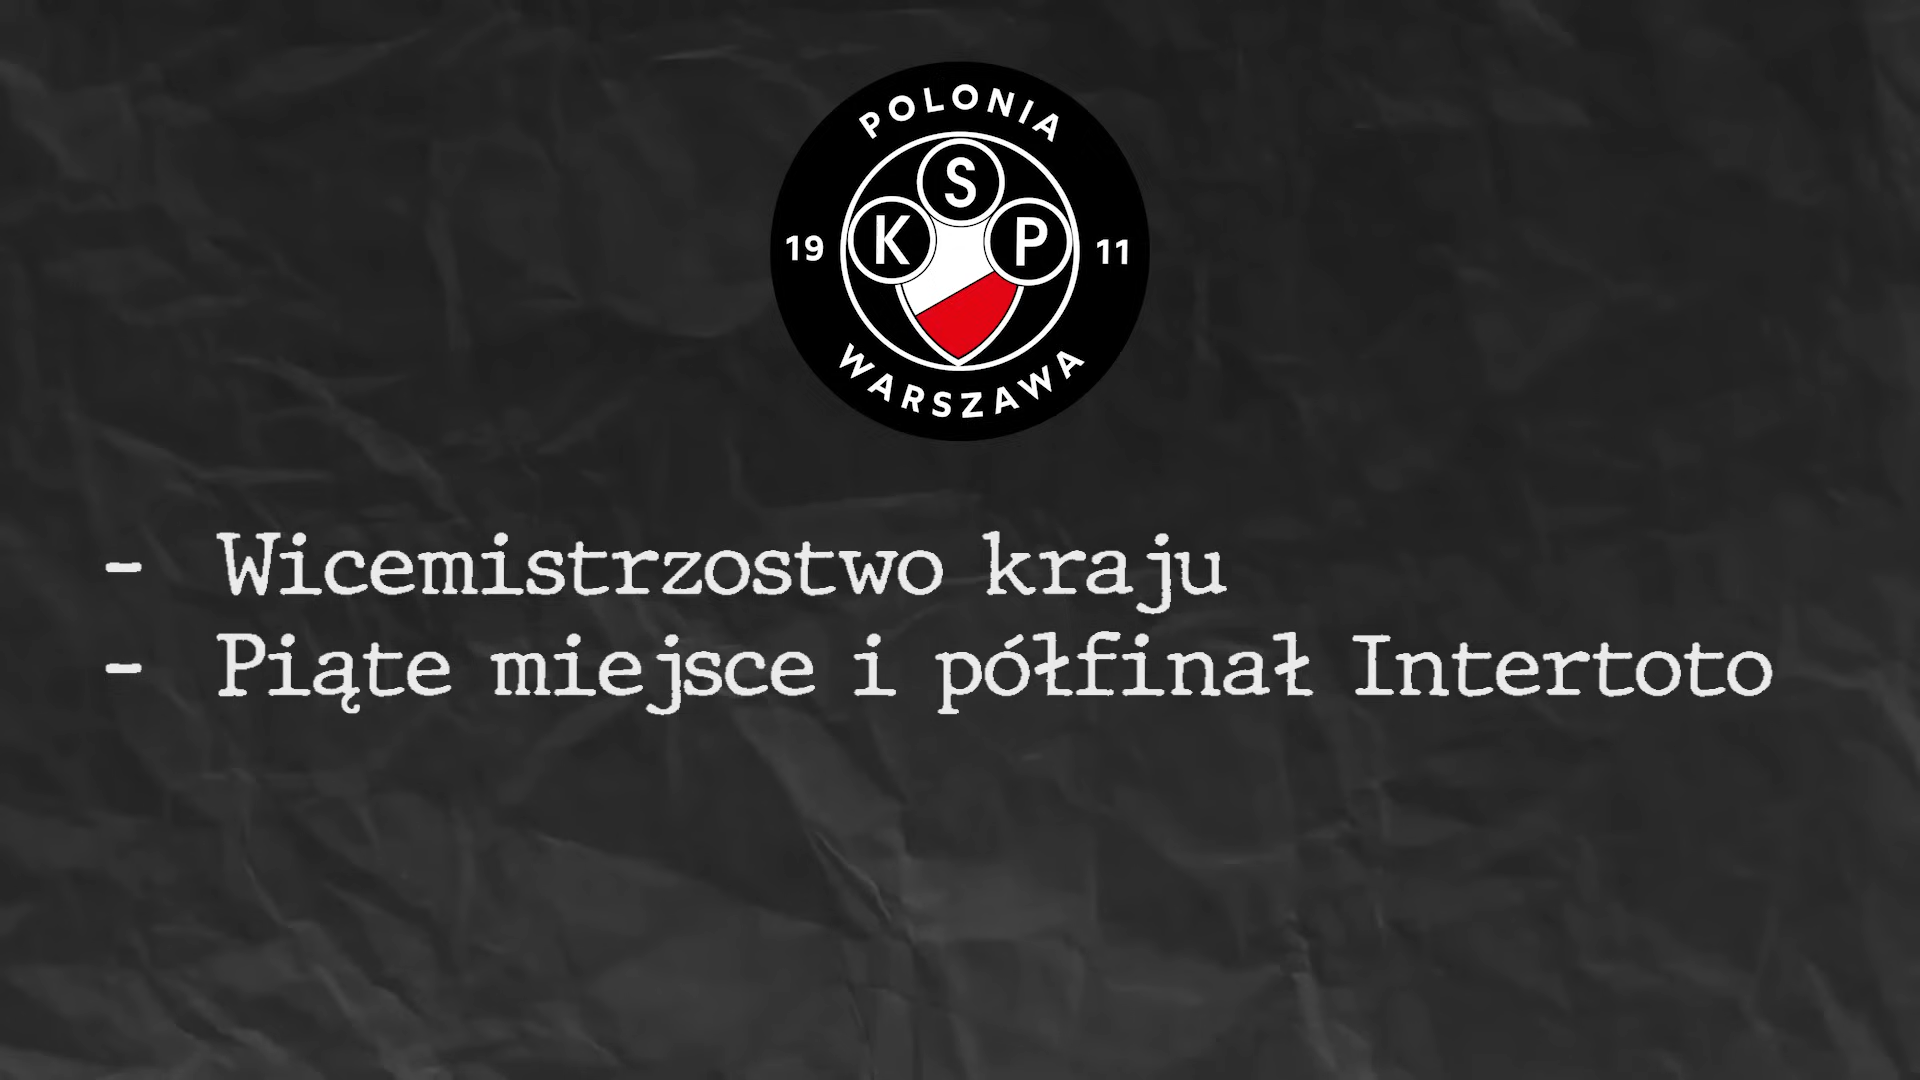 POLONIA
S
K P
19 11
WARSZAWA
- Wicemistrzostwo kraju
- Piąte miejsce i półfinał Intertoto